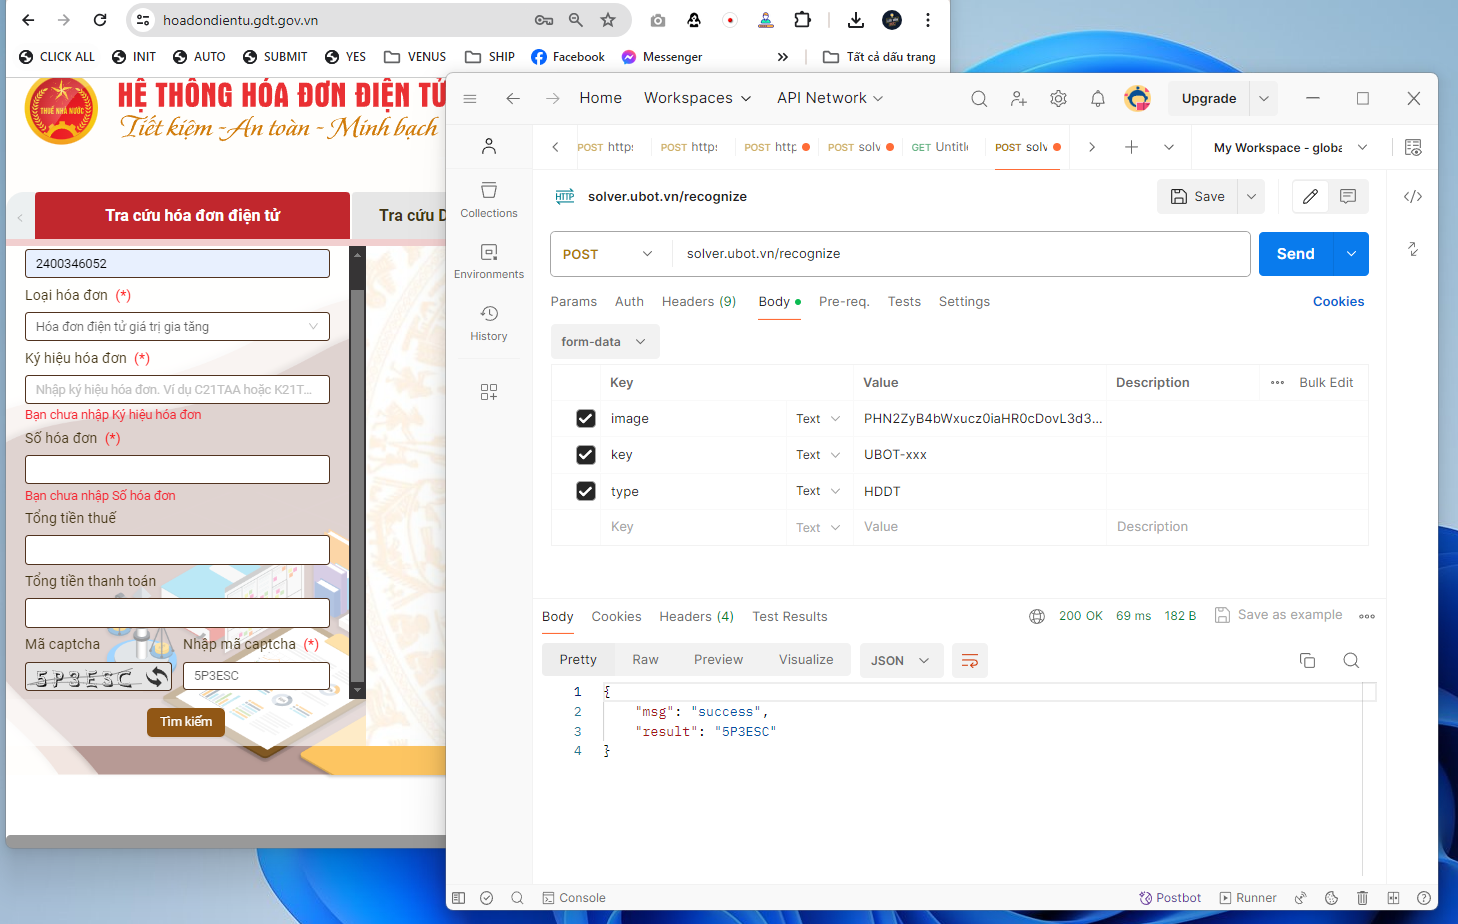 hoadondientu.gdt.gov.vn
CLICK ALL
INIT
AUTO
SUBMIT
YES
VENUS
SHIP
Facebook
Messenger
»
Tất cả dấu trang
THUẾ NHÀ NƯỚC
HỆ THỐNG HÓA ĐƠN ĐIỆN TỬ
Tiết kiệm - An toàn - Minh bạch
Tra cứu hóa đơn điện tử
Tra cứu D
2400346052
Loại hóa đơn (*)
Hóa đơn điện tử giá trị gia tăng
Ký hiệu hóa đơn (*)
Nhập ký hiệu hóa đơn. Ví dụ C21TAA hoặc K21T...
Bạn chưa nhập Ký hiệu hóa đơn
Số hóa đơn (*)
Bạn chưa nhập Số hóa đơn
Tổng tiền thuế
Tổng tiền thanh toán
Mã captcha
Nhập mã captcha (*)
5P3ESC
5P3ESC
Tìm kiếm
Home
Workspaces
API Network
Upgrade
POST https
POST https
POST http
POST solv
GET Untitle
POST solv
My Workspace - globa
Collections
Environments
History
HTTP
solver.ubot.vn/recognize
Save
POST
solver.ubot.vn/recognize
Send
Params
Auth
Headers (9)
Body
Pre-req.
Tests
Settings
Cookies
form-data
Key
Value
Description
Bulk Edit
image
Text
PHN2ZyB4bWxucz0iaHR0cDovL3d3...
key
Text
UBOT-xxx
type
Text
HDDT
Key
Text
Value
Description
Body
Cookies
Headers (4)
Test Results
200 OK
69 ms
182 B
Save as example
Pretty
Raw
Preview
Visualize
JSON
1 {
2 "msg": "success",
3 "result": "5P3ESC"
4 }
Console
Postbot
Runner